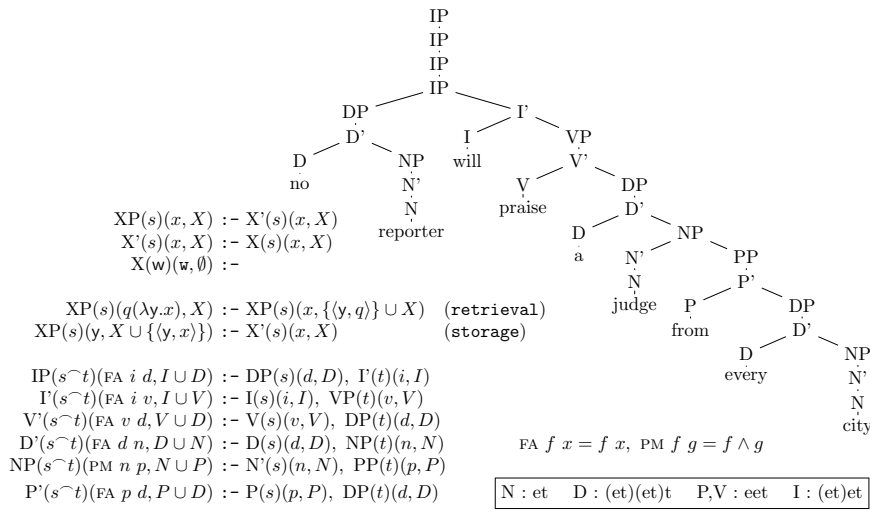 IP
IP
IP
IP
DP I'
D' I VP
D NP will V'
no N' V DP
N praise D'
reporter D NP
a N' PP
N P'
judge P DP
from D'
D NP
every N'
N
city
XP(s)(x, X) :- X'(s)(x, X)
X'(s)(x, X) :- X(s)(x, X)
X(w)(w, ∅) :-
XP(s)(q(λy.x), X) :- XP(s)(x, {⟨y, q⟩} ∪ X) (retrieval)
XP(s)(y, X ∪ {⟨y, x⟩}) :- X'(s)(x, X) (storage)
IP(s⌢t)(FA i d, I ∪ D) :- DP(s)(d, D), I'(t)(i, I)
I'(s⌢t)(FA i v, I ∪ V) :- I(s)(i, I), VP(t)(v, V)
V'(s⌢t)(FA v d, V ∪ D) :- V(s)(v, V), DP(t)(d, D)
D'(s⌢t)(FA d n, D ∪ N) :- D(s)(d, D), NP(t)(n, N)
NP(s⌢t)(PM n p, N ∪ P) :- N'(s)(n, N), PP(t)(p, P)
P'(s⌢t)(FA p d, P ∪ D) :- P(s)(p, P), DP(t)(d, D)
FA f x = f x, PM f g = f ∧ g
N : et D : (et)(et)t P,V : eet I : (et)et